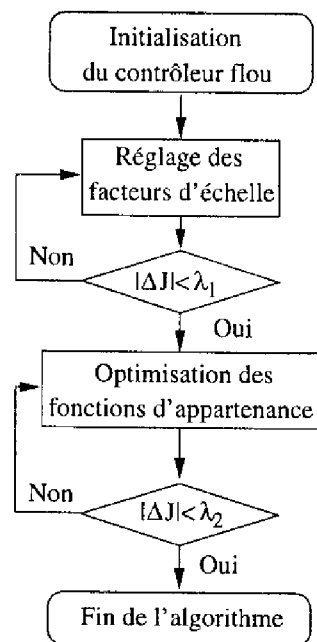 Initialisation
du contrôleur flou
Réglage des
facteurs d'échelle
Non
|ΔJ|<λ₁
Oui
Optimisation des
fonctions d'appartenance
Non
|ΔJ|<λ₂
Oui
Fin de l'algorithme